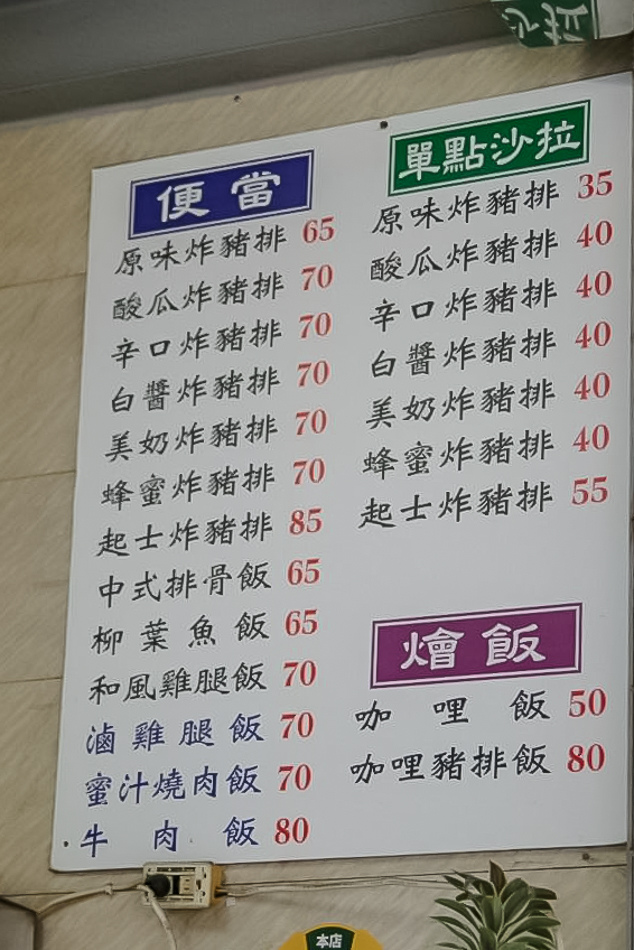 便當
原味炸豬排 65
酸瓜炸豬排 70
辛口炸豬排 70
白醬炸豬排 70
美奶炸豬排 70
蜂蜜炸豬排 70
起士炸豬排 85
中式排骨飯 65
柳葉魚飯 65
和風雞腿飯 70
滷雞腿飯 70
蜜汁燒肉飯 70
牛肉飯 80
單點沙拉
原味炸豬排 35
酸瓜炸豬排 40
辛口炸豬排 40
白醬炸豬排 40
美奶炸豬排 40
蜂蜜炸豬排 40
起士炸豬排 55
燴飯
咖哩飯 50
咖哩豬排飯 80
本店